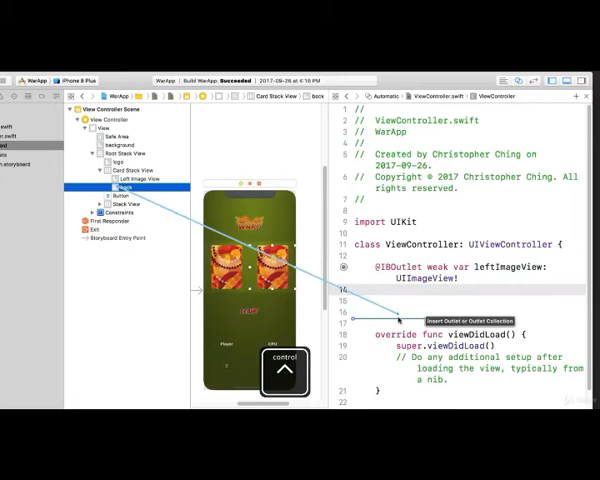 WarApp
iPhone 8 Plus
WarApp
Build WarApp: Succeeded
2017-09-26 at 4:16 PM
WarApp
Card Stack View
back
Automatic
ViewController.swift
ViewController
View Controller Scene
View Controller
View
Safe Area
background
Root Stack View
logo
Card Stack View
Left Image View
back
Button
Stack View
Constraints
First Responder
Exit
Storyboard Entry Point
.swift
.storyboard
Player
CPU
control
1 //
2 // ViewController.swift
3 // WarApp
4 //
5 // Created by Christopher Ching on
2017-09-26.
6 // Copyright © 2017 Christopher Ching. All
rights reserved.
7 //
9 import UIKit
11 class ViewController: UIViewController {
@IBOutlet weak var leftImageView:
UIImageView!
14
16
Insert Outlet or Outlet Collection
17
18 override func viewDidLoad() {
19 super.viewDidLoad()
20 // Do any additional setup after
loading the view, typically from
a nib.
21 }
22